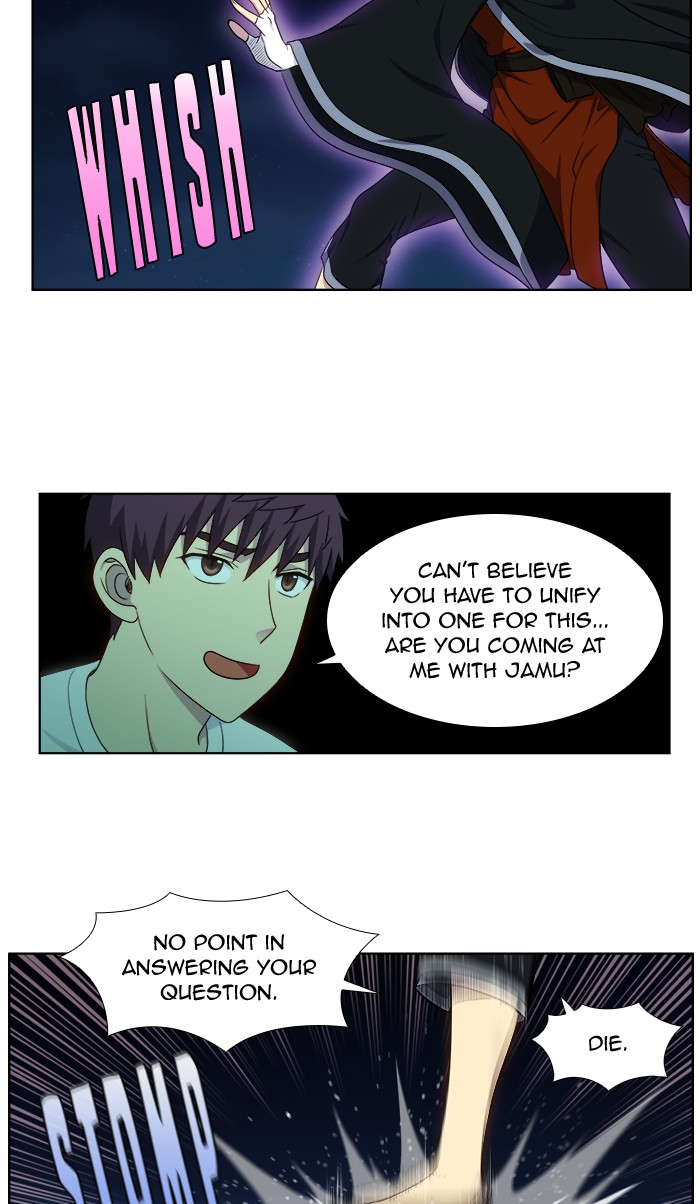 WHISH
CAN'T BELIEVE
YOU HAVE TO UNIFY
INTO ONE FOR THIS...
ARE YOU COMING AT
ME WITH JAMU?
NO POINT IN
ANSWERING YOUR
QUESTION.
DIE.
STOMP